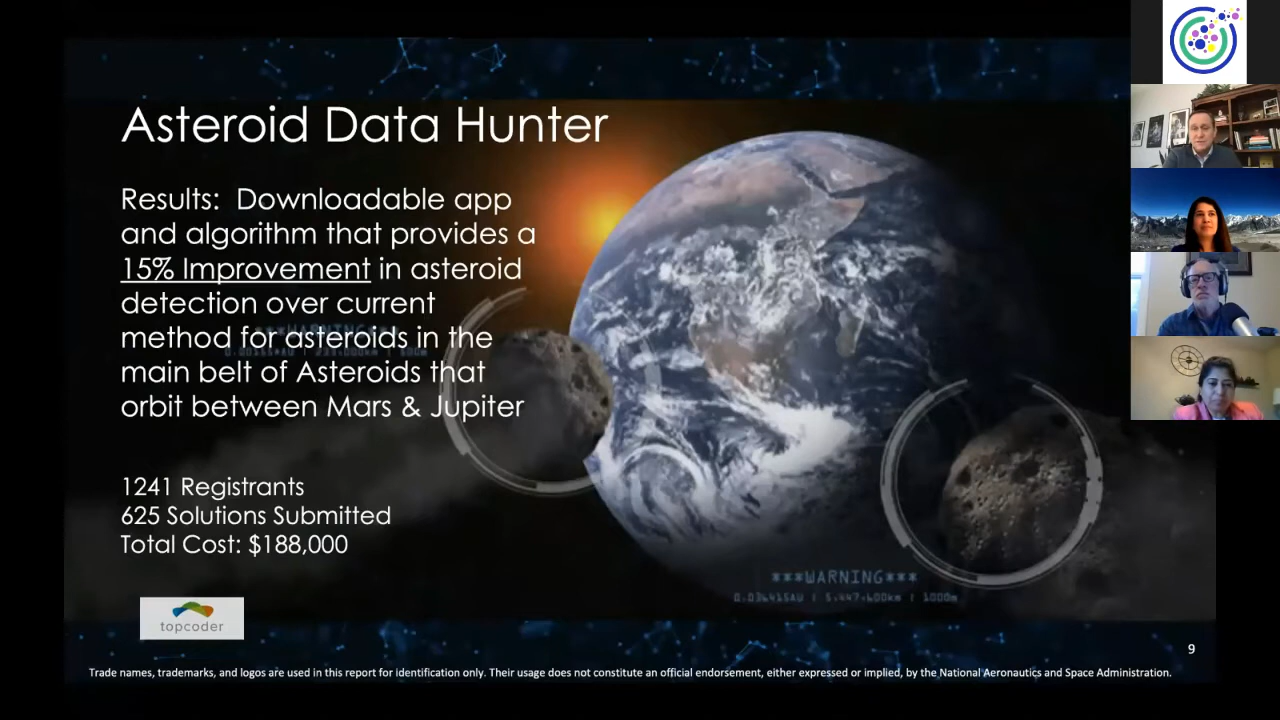 Asteroid Data Hunter
Results:  Downloadable app
and algorithm that provides a
15% Improvement in asteroid
detection over current
method for asteroids in the
main belt of Asteroids that
orbit between Mars & Jupiter
1241 Registrants
625 Solutions Submitted
Total Cost: $188,000
***WARNING***
topcoder
9
Trade names, trademarks, and logos are used in this report for identification only. Their usage does not constitute an official endorsement, either expressed or implied, by the National Aeronautics and Space Administration.